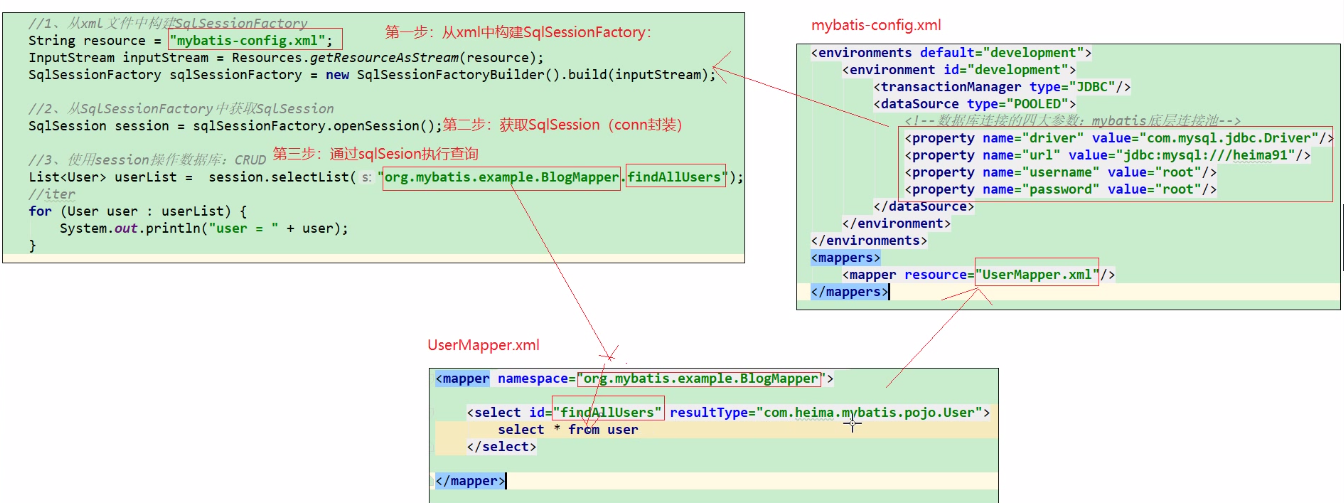 //1、从xml文件中构建SqlSessionFactory
String resource = "mybatis-config.xml";
第一步：从xml中构建SqlSessionFactory:
InputStream inputStream = Resources.getResourceAsStream(resource);
SqlSessionFactory sqlSessionFactory = new SqlSessionFactoryBuilder().build(inputStream);
//2、从SqlSessionFactory中获取SqlSession
SqlSession session = sqlSessionFactory.openSession();
第二步：获取SqlSession（conn封装）
//3、使用session操作数据库：CRUD
第三步：通过sqlSesion执行查询
List<User> userList =  session.selectList( s: "org.mybatis.example.BlogMapper.findAllUsers");
//iter
for (User user : userList) {
System.out.println("user = " + user);
}
mybatis-config.xml
<environments default="development">
<environment id="development">
<transactionManager type="JDBC"/>
<dataSource type="POOLED">
<!--数据库连接的四大参数：mybatis底层连接池-->
<property name="driver" value="com.mysql.jdbc.Driver"/>
<property name="url" value="jdbc:mysql:///heima91"/>
<property name="username" value="root"/>
<property name="password" value="root"/>
</dataSource>
</environment>
</environments>
<mappers>
<mapper resource="UserMapper.xml"/>
</mappers>
UserMapper.xml
<mapper namespace="org.mybatis.example.BlogMapper">
<select id="findAllUsers" resultType="com.heima.mybatis.pojo.User">
select * from user
</select>
</mapper>